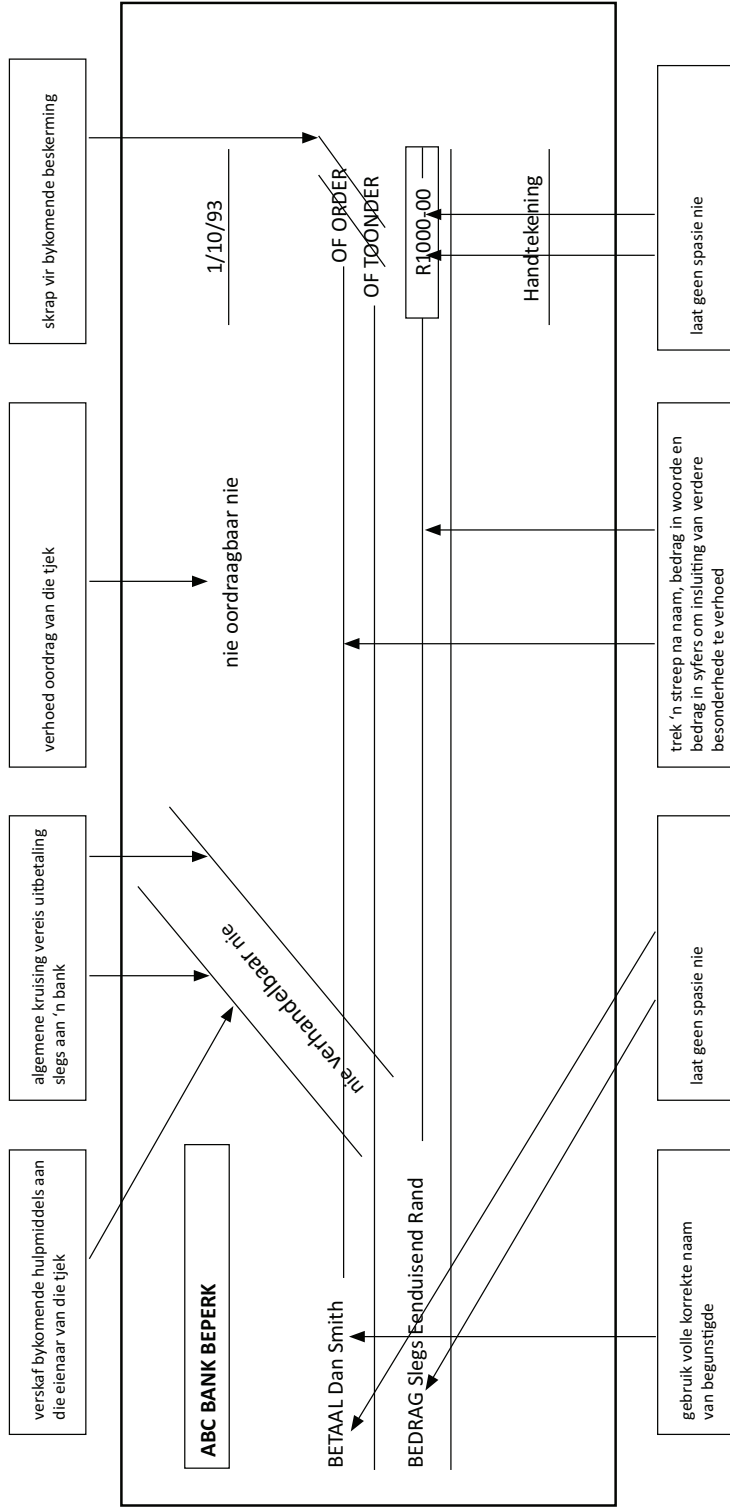 verskaf bykomende hulpmiddels aan
die eienaar van die tjek
algemene kruising vereis uitbetaling
slegs aan ‘n bank
verhoed oordrag van die tjek
skrap vir bykomende beskerming
ABC BANK BEPERK
nie verhandelbaar nie
nie oordraagbaar nie
1/10/93
BETAAL Dan Smith
OF ORDER
OF TOONDER
BEDRAG Slegs Eenduisend Rand
R1000-00
Handtekening
gebruik volle korrekte naam
van begunstigde
laat geen spasie nie
trek ‘n streep na naam, bedrag in woorde en
bedrag in syfers om insluiting van verdere
besonderhede te verhoed
laat geen spasie nie